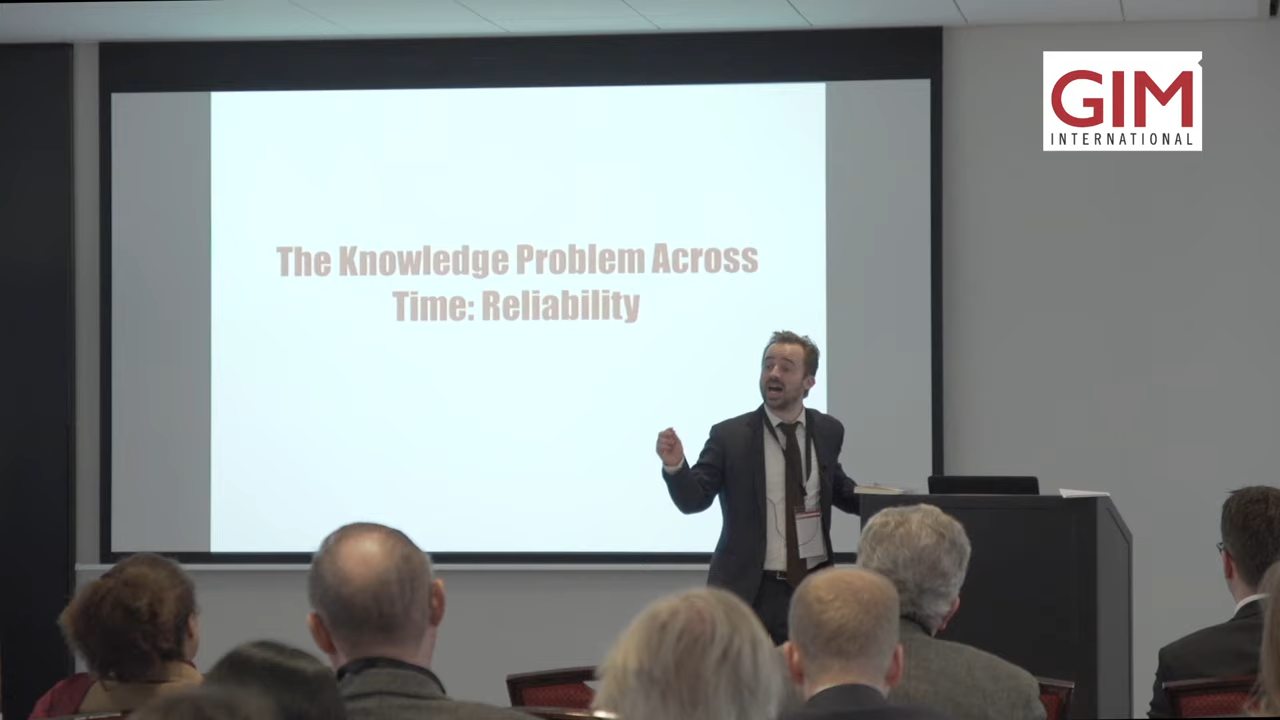 The Knowledge Problem Across
Time: Reliability
GIM
INTERNATIONAL